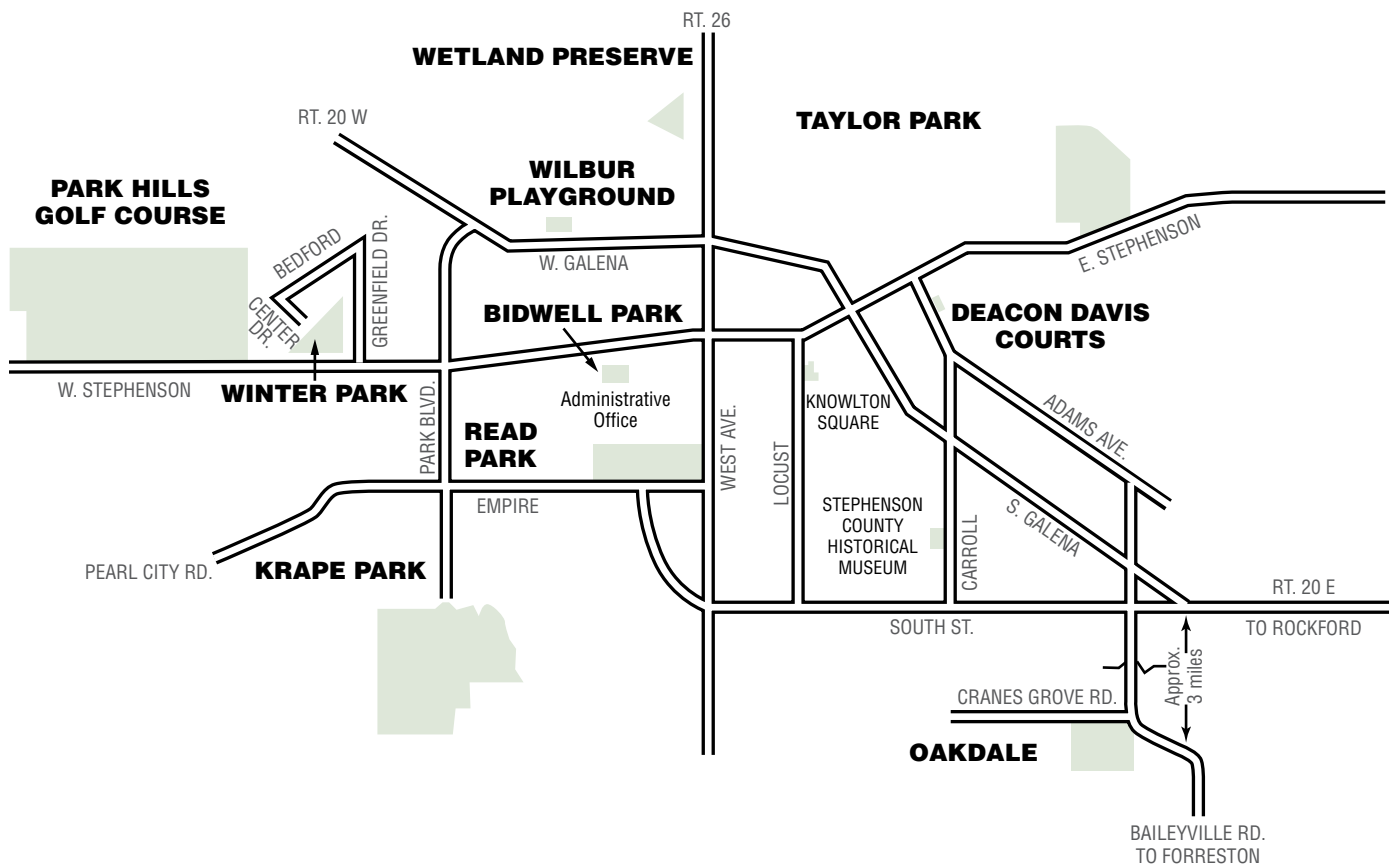 RT. 26
WETLAND PRESERVE
RT. 20 W
TAYLOR PARK
WILBUR
PLAYGROUND
PARK HILLS
GOLF COURSE
BEDFORD
GREENFIELD DR.
CENTER
DR.
W. GALENA
E. STEPHENSON
BIDWELL PARK
DEACON DAVIS
COURTS
W. STEPHENSON
WINTER PARK
PARK BLVD.
Administrative
Office
KNOWLTON
SQUARE
ADAMS AVE.
READ
PARK
WEST AVE.
LOCUST
EMPIRE
STEPHENSON
COUNTY
HISTORICAL
MUSEUM
CARROLL
S. GALENA
PEARL CITY RD.
KRAPE PARK
RT. 20 E
SOUTH ST.
TO ROCKFORD
Approx.
3 miles
CRANES GROVE RD.
OAKDALE
BAILEYVILLE RD.
TO FORRESTON